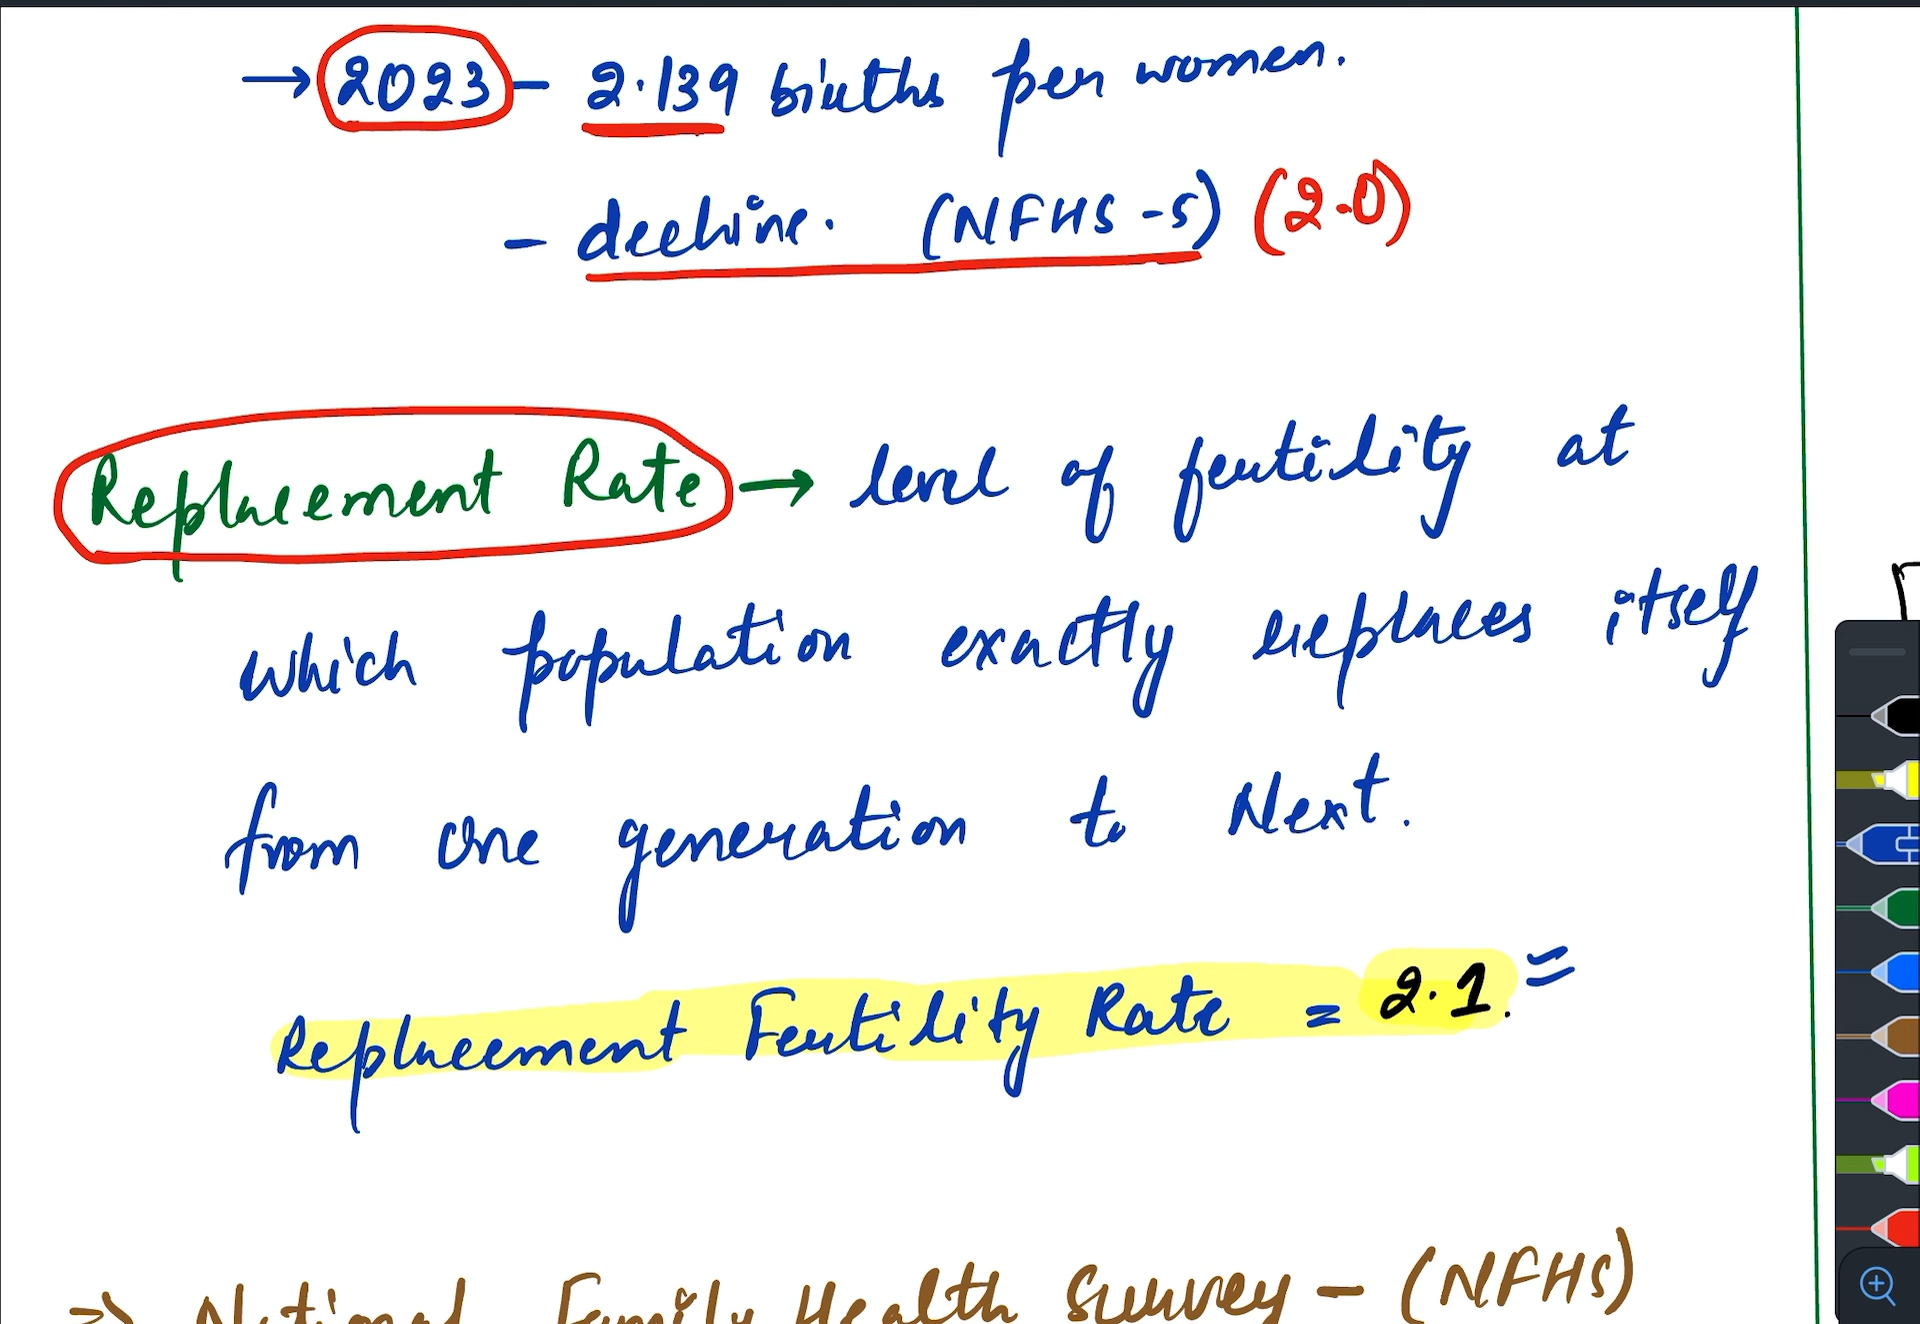 → 2023 - 2.139 births per women.
- decline. (NFHS-5) (2.0)
Replacement Rate → level of fertility at
which population exactly replaces itself
from one generation to Next.
Replacement Fertility Rate = 2.1. =
⇒ National Family Health Survey - (NFHS)